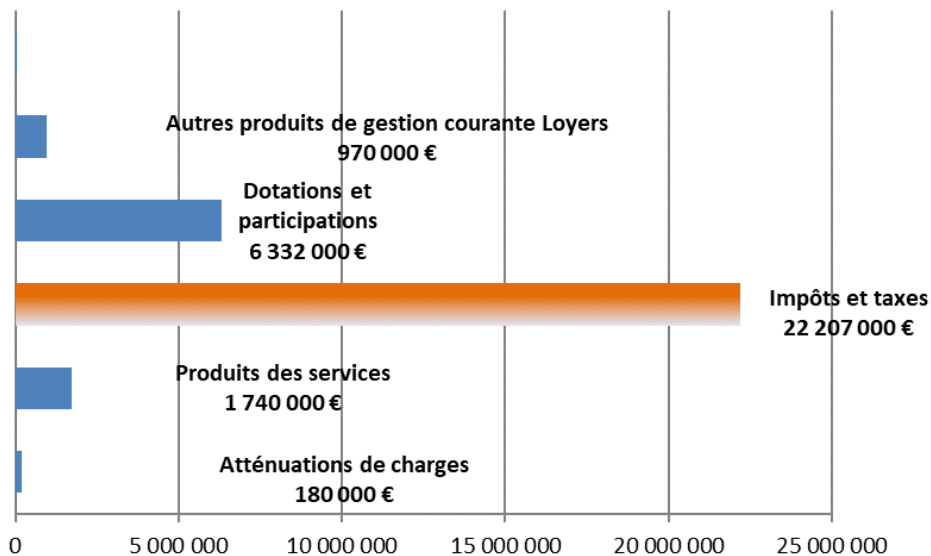 Autres produits de gestion courante Loyers
970 000 €
Dotations et
participations
6 332 000 €
Impôts et taxes
22 207 000 €
Produits des services
1 740 000 €
Atténuations de charges
180 000 €
0 5 000 000 10 000 000 15 000 000 20 000 000 25 000 000